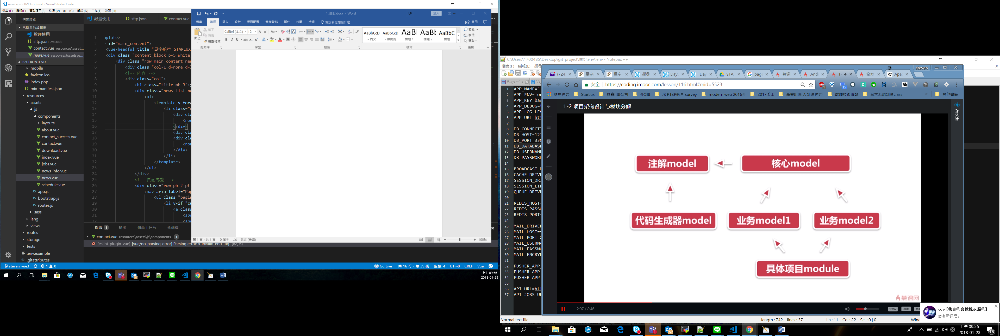 news.vue - B2CFrontend - Visual Studio Code
檔案 (F) 編輯(E) 選取項目(S) 檢視 (V) 前往(G) 偵錯 (D) 工作(T) 說明 (H)
檔案總管
已開啟的編輯器
歡迎使用
sftp.json .vscode
contact.vue resources\asset...
news.vue resources\assets\js...
B2CFRONTEND
mobile
favicon.ico
index.php
mix-manifest.json
resources
assets
js
components
layouts
about.vue
contact_success.vue
contact.vue
download.vue
index.vue
jobs.vue
news_info.vue
news.vue
schedule.vue
app.js
bootstrap.js
routes.js
sass
lang
views
routes
storage
tests
.env.example
.gitattributes
歡迎使用 sftp.json contact.vue
1 nplate>
2 id="main_content">
3 <vue-headful title="星宇航空 STARLUX
4 <div class="content_block p-5 white_
5 <div class="row main_content new
6 <div class="col-1 d-none d-
7 <!-- 內容 -->
8 <div class="col">
9 <h1 class="title mb-3">
10 <div class="news_list ne
11 <ul>
12 <template v-for=
13 <li class="r
14 <div cla
15 <rou
16 </div>
17 <div cla
18 <div cla
19 <rou
20 </div>
21 </li>
22 </template>
23 </ul>
24 </div>
25 <!-- 頁面導覽 -->
26 <div class="row pb-2 pt-
27 <nav aria-label="Pag
28 <ul class="pagin
29 <li v-if="cu
30 <a class
31 <spa
32 <spa
問題 1 輸出 偵錯主控台 終端機
contact.vue resources\assets\js\components 1
[eslint-plugin-vue] [vue/no-parsing-error] Parsing error: x-invalid-end-tag. (62, 6)
steven_vue3 1 0
Go Live 第 16 行，第 39 欄 空格: 4 UTF-8 CRLF Vue
1_筆記.docx - Word
登入
檔案 常用 插入 設計 版面配置 參考資料 郵件 校閱 檢視 告訴我您想做什麼 共用
貼上
剪下
複製
複製格式
Calibri (本文) 12
AaBbCcD AaBbCcD AaBl AaBl AaBbC
內文 無間距 標題 1 標題 2 標題
尋找
取代
選取
剪貼簿 字型 段落 樣式 編輯
第 1 頁，共 1 頁 0 個字 英文 (美國) 100%
上午 09:56
2018-01-23
C:\Users\1700485\Desktop\git_project\備份.env\.env - Notepad++
檔案(F) 編輯(E) 搜尋
Vagrantfile
1 APP_NAME="?
2 APP_ENV=loc
3 APP_KEY=bas
4 APP_DEBUG=t
5 APP_LOG_LEV
6 APP_URL=htt
7
8 DB_CONNECTI
9 DB_HOST=127
10 DB_PORT=330
11 DB_DATABASE
12 DB_USERNAME
13 DB_PASSWORD
14
15 BROADCAST_D
16 CACHE_DRIVE
17 SESSION_DRI
18 SESSION_LIF
19 QUEUE_DRIVE
20
21 REDIS_HOST=
22 REDIS_PASSW
23 REDIS_PORT=
24
25 MAIL_DRIVER
26 MAIL_HOST=s
27 MAIL_PORT=2
28 MAIL_USERNA
29 MAIL_PASSWO
30 MAIL_ENCRYP
31
32 PUSHER_APP_
33 PUSHER_APP_
34 PUSHER_APP_
35
36 API_URL=htt
37 API_JOBS_UR
steven
(724 星宇 星宇 搜尋 Day [Day STAI pag 慕课 And 1- 全方 Apa
安全 https://coding.imooc.com/lesson/116.html#mid=5523
應用程式 StarLux 晶睿!!!!!公司 外訓!! JS RTSP影片 survey modern web 2016 2017釜山 晶睿!!!!新人訓練程式 軟體技術網站 台大系統訓練class » 其他書籤
1-2 项目架构设计与模块分解
WebIde
注解model
核心model
代码生成器model
业务model1
业务model2
具体项目module
慕课网
2:07 / 8:46
1.25x 超清
Joy [我真的喜歡脫衣服的]
您有新訊息。
Normal text file length : 742 lines : 37 Ln : 11 Col : 22 Sel : 0 | 0 Winc
上午 09:56
2018-01-23
16